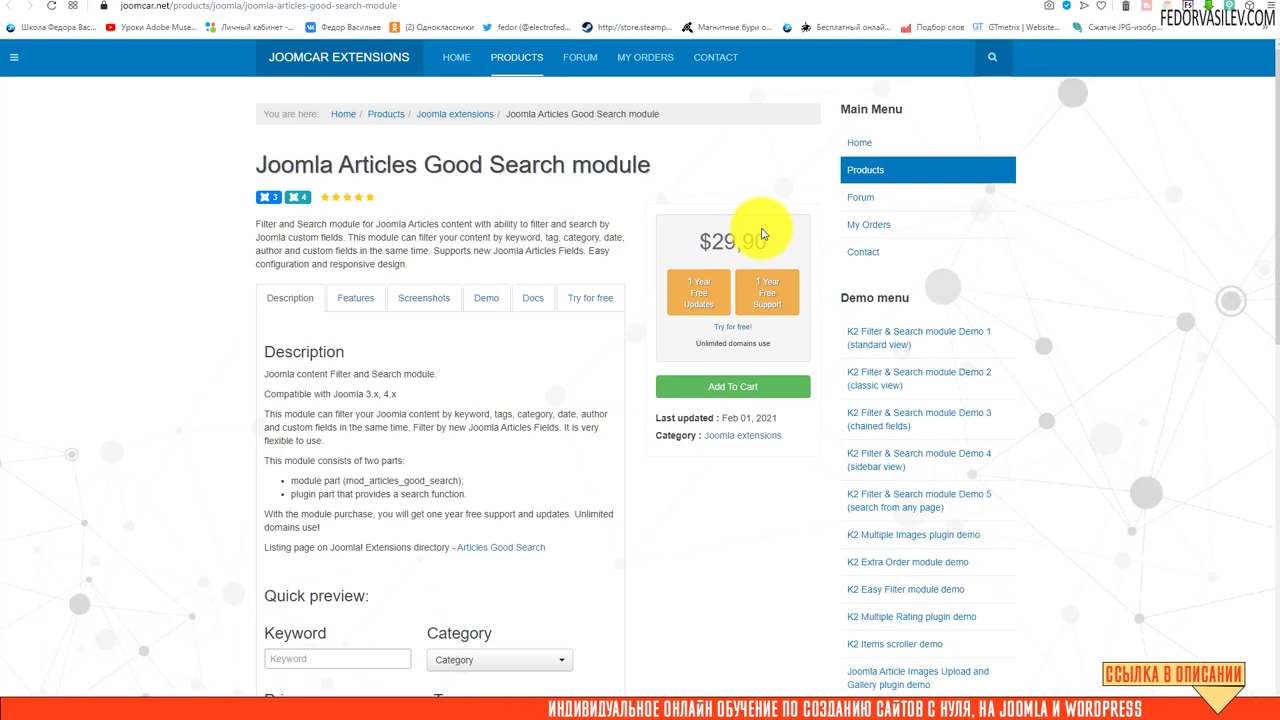 joomcar.net/products/joomla/joomla-articles-good-search-module
FEDORVASILEV.COM
Школа Федора Вас...
Уроки Adobe Muse...
Личный кабинет -...
Федор Васильев
(2) Одноклассники
fedor (@electrofed...
http://store.steamp...
Магнитные бури о...
Бесплатный онлай...
Подбор слов
GTmetrix | Website...
Сжатие JPG-изобр...
JOOMCAR EXTENSIONS
HOME
PRODUCTS
FORUM
MY ORDERS
CONTACT
You are here: Home / Products / Joomla extensions / Joomla Articles Good Search module
Joomla Articles Good Search module
3 4
Filter and Search module for Joomla Articles content with ability to filter and search by
Joomla custom fields. This module can filter your content by keyword, tag, category, date,
author and custom fields in the same time. Supports new Joomla Articles Fields. Easy
configuration and responsive design.
Description
Features
Screenshots
Demo
Docs
Try for free
Description
Joomla content Filter and Search module.
Compatible with Joomla 3.x, 4.x
This module can filter your Joomla content by keyword, tags, category, date, author
and custom fields in the same time. Filter by new Joomla Articles Fields. It is very
flexible to use.
This module consists of two parts:
module part (mod_articles_good_search);
plugin part that provides a search function.
With the module purchase, you will get one year free support and updates. Unlimited
domains use!
Listing page on Joomla! Extensions directory - Articles Good Search
Quick preview:
Keyword
Category
Keyword
Category
$29,90
1 Year
Free
Updates
1 Year
Free
Support
Try for free!
Unlimited domains use
Add To Cart
Last updated : Feb 01, 2021
Category : Joomla extensions
Main Menu
Home
Products
Forum
My Orders
Contact
Demo menu
K2 Filter & Search module Demo 1
(standard view)
K2 Filter & Search module Demo 2
(classic view)
K2 Filter & Search module Demo 3
(chained fields)
K2 Filter & Search module Demo 4
(sidebar view)
K2 Filter & Search module Demo 5
(search from any page)
K2 Multiple Images plugin demo
K2 Extra Order module demo
K2 Easy Filter module demo
K2 Multiple Rating plugin demo
K2 Items scroller demo
Joomla Article Images Upload and
Gallery plugin demo
ССЫЛКА В ОПИСАНИИ
ИНДИВИДУАЛЬНОЕ ОНЛАЙН ОБУЧЕНИЕ ПО СОЗДАНИЮ САЙТОВ С НУЛЯ, НА JOOMLA И WORDPRESS